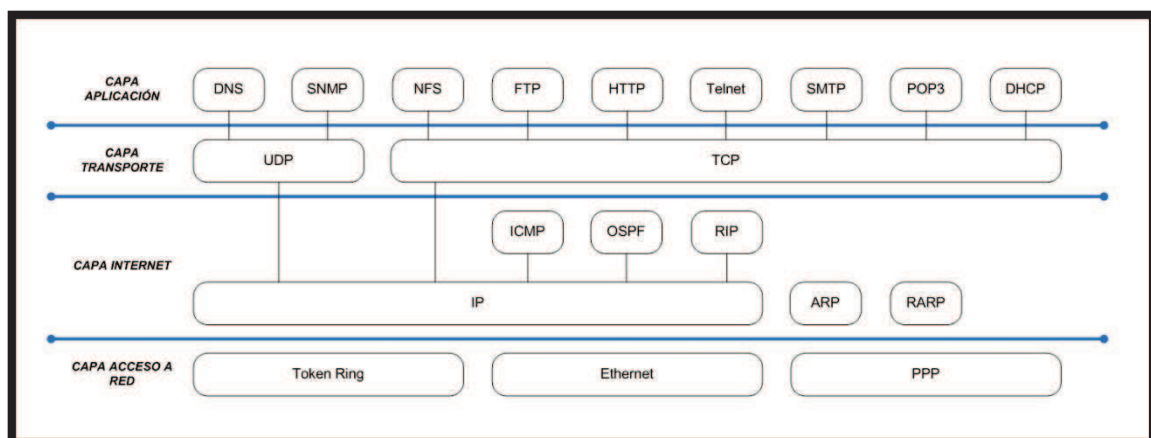 CAPA
APLICACIÓN
DNS SNMP NFS FTP HTTP Telnet SMTP POP3 DHCP
CAPA
TRANSPORTE
UDP TCP
ICMP OSPF RIP
CAPA INTERNET
IP ARP RARP
CAPA ACCESO A
RED
Token Ring Ethernet PPP